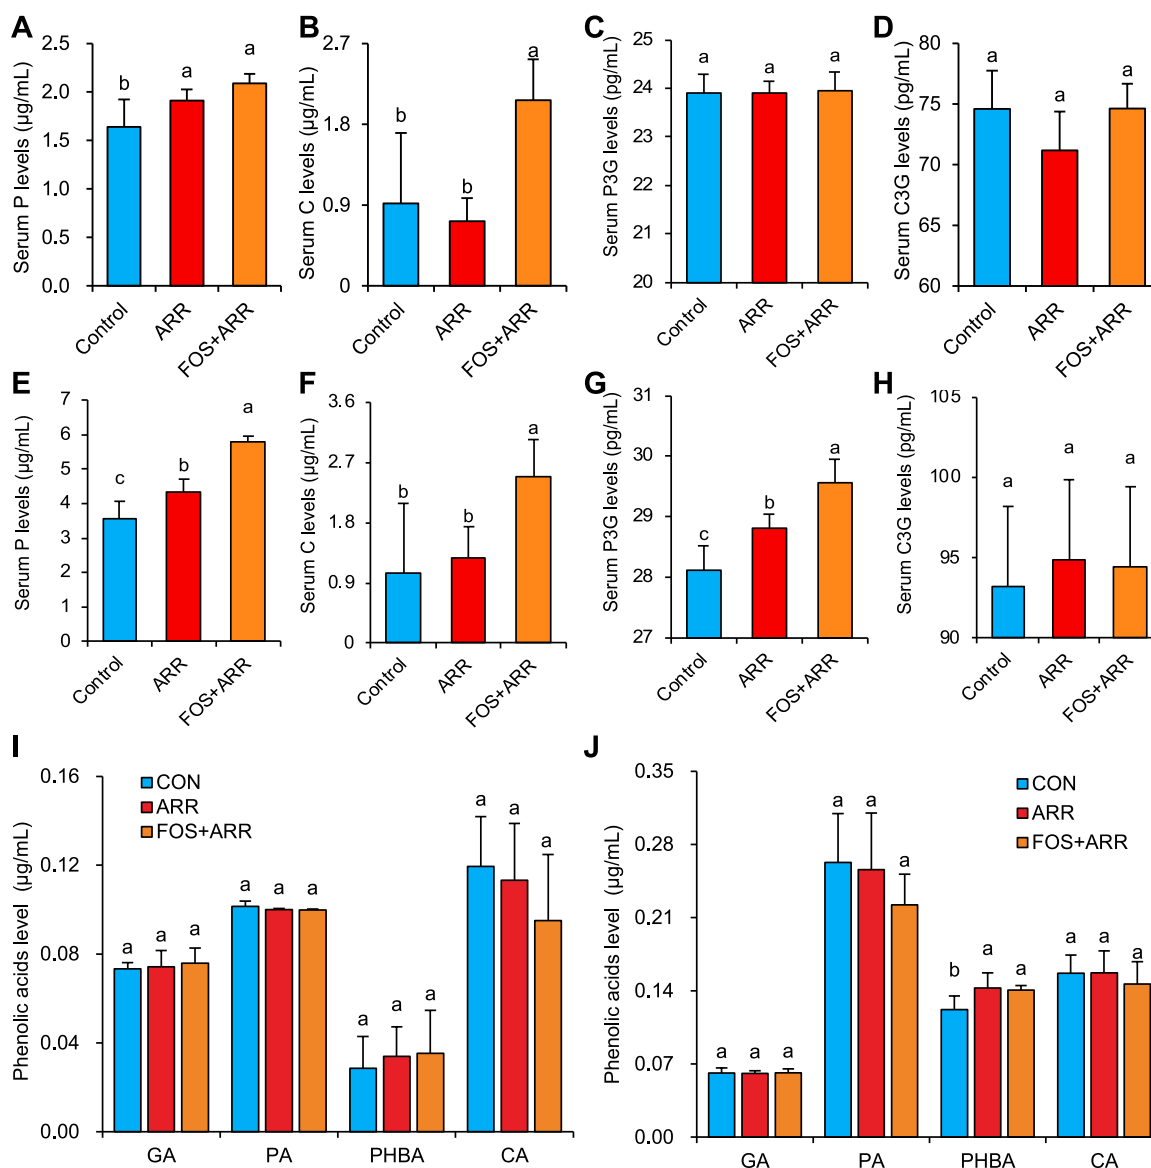 A
Serum P levels (µg/mL)
2.5
2.0
1.5
1.0
0.5
0.0
b
a
a
Control
ARR
FOS+ARR
B
Serum C levels (µg/mL)
2.7
1.8
0.9
0
b
b
a
Control
ARR
FOS+ARR
C
Serum P3G levels (pg/mL)
25
24
23
22
21
20
a
a
a
Control
ARR
FOS+ARR
D
Serum C3G levels (pg/mL)
80
75
70
65
60
a
a
a
Control
ARR
FOS+ARR
E
Serum P levels (µg/mL)
7
6
5
4
3
2
1
0
c
b
a
Control
ARR
FOS+ARR
F
Serum C levels (µg/mL)
3.6
2.7
1.8
0.9
0
b
b
a
Control
ARR
FOS+ARR
G
Serum P3G levels (pg/mL)
31
30
29
28
27
c
b
a
Control
ARR
FOS+ARR
H
Serum C3G levels (pg/mL)
105
100
95
90
a
a
a
Control
ARR
FOS+ARR
I
Phenolic acids level (µg/mL)
0.16
0.12
0.08
0.04
0.00
CON
ARR
FOS+ARR
a
a
a
a
a
a
a
a
a
a
a
a
GA
PA
PHBA
CA
J
Phenolic acids level (µg/mL)
0.35
0.28
0.21
0.14
0.07
0.00
CON
ARR
FOS+ARR
a
a
a
a
a
a
b
a
a
a
a
a
GA
PA
PHBA
CA